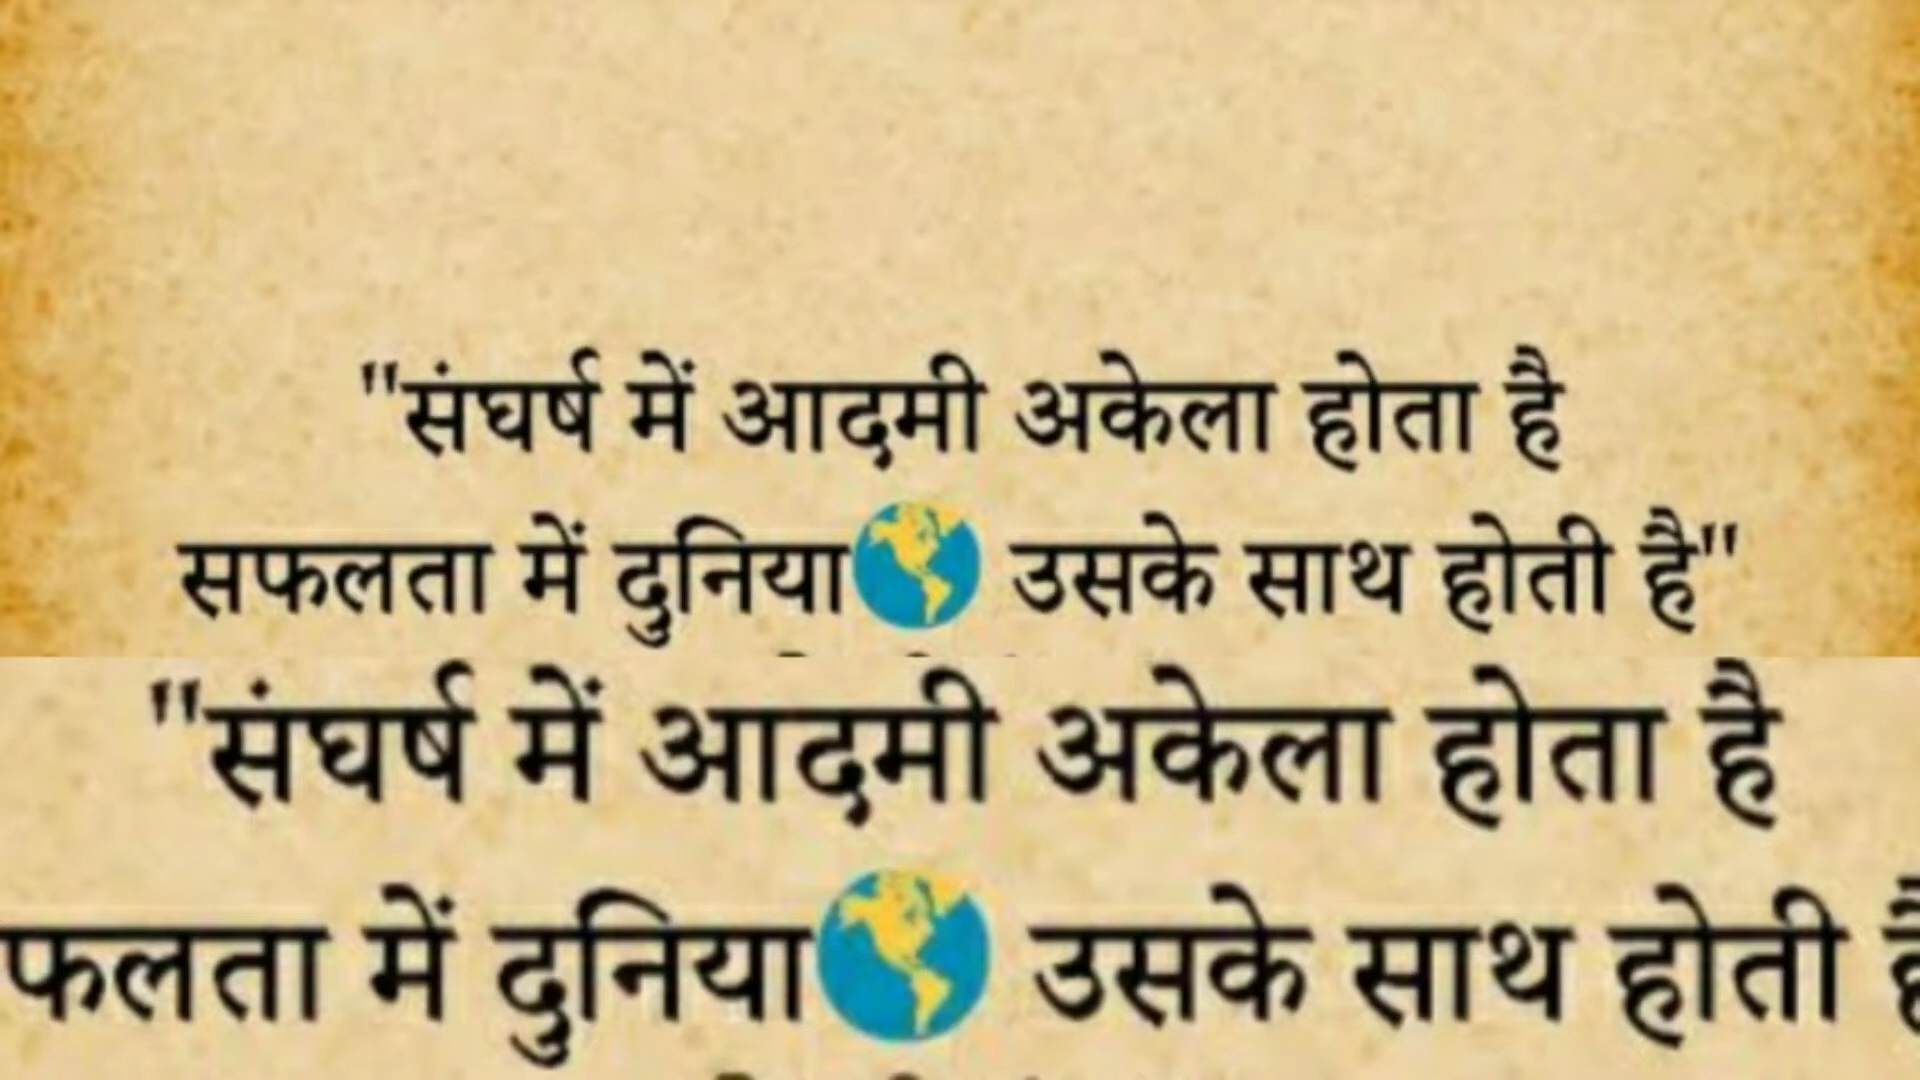 "संघर्ष में आदमी अकेला होता है
सफलता में दुनिया🌎 उसके साथ होती है"
"संघर्ष में आदमी अकेला होता है
फलता में दुनिया🌎 उसके साथ होती है